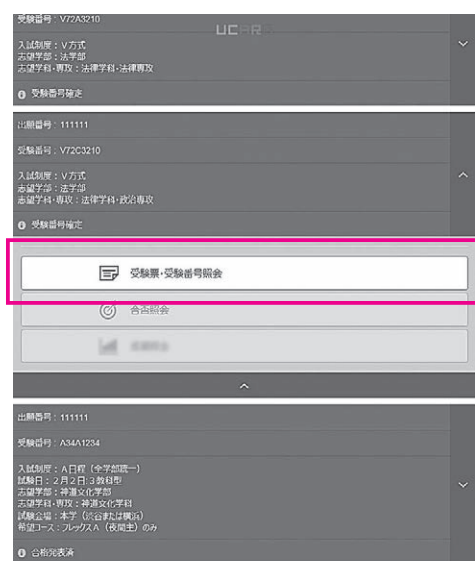 受験番号：V72A3210
UCARO
入試制度：V方式
志望学部：法学部
志望学科・専攻：法律学科・法律専攻
受験番号確定
出願番号：111111
受験番号：V72C3210
入試制度：V方式
志望学部：法学部
志望学科・専攻：法律学科・政治専攻
受験番号確定
受験票・受験番号照会
合否照会
出願番号：111111
受験番号：A34A1234
入試制度：A日程（全学部統一）
試験日：2月2日:3教科型
志望学部：神道文化学部
志望学科・専攻：神道文化学科
試験会場：本学（渋谷または横浜）
希望コース：フレックスA（夜間主）のみ
合格発表済